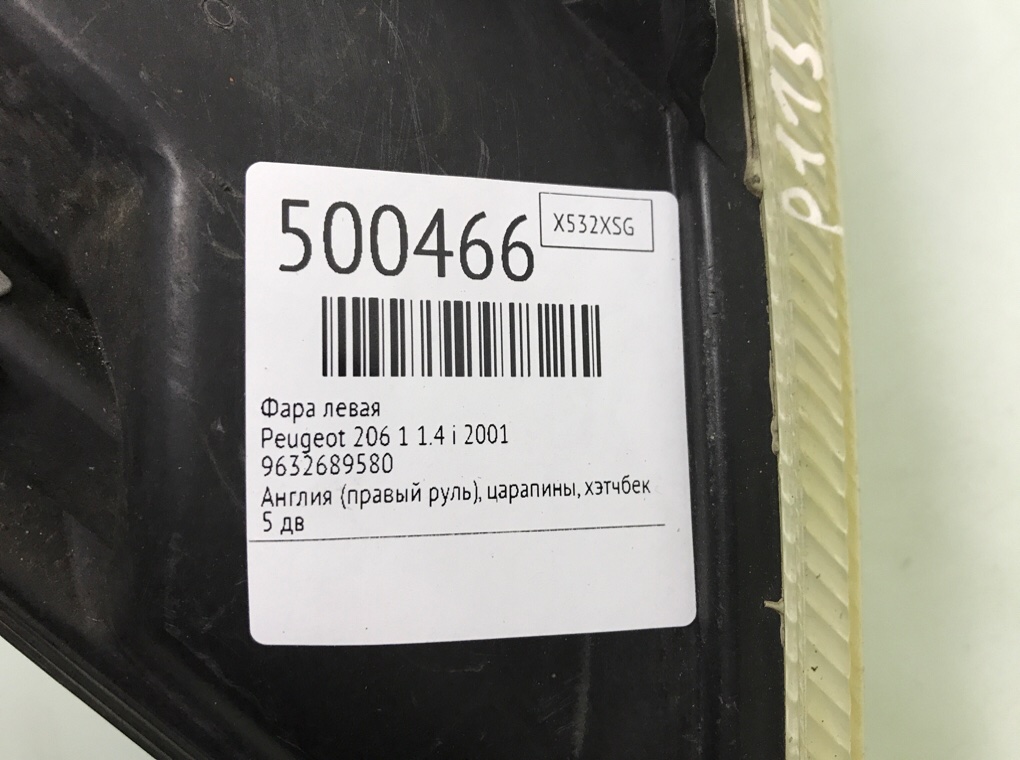 500466
X532XSG
Фара левая
Peugeot 206 1 1.4 i 2001
9632689580
Англия (правый руль), царапины, хэтчбек
5 дв